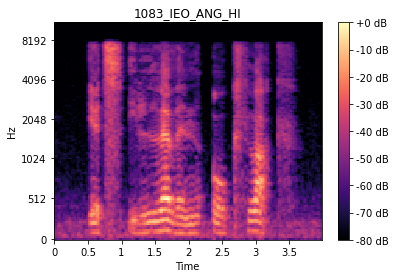 1083_IEO_ANG_HI
+0 dB
8192
-10 dB
-20 dB
4096
-30 dB
2048
-40 dB
Hz
1024
-50 dB
512
-60 dB
-70 dB
0
-80 dB
0 0.5 1 1.5 2 2.5 3 3.5
Time